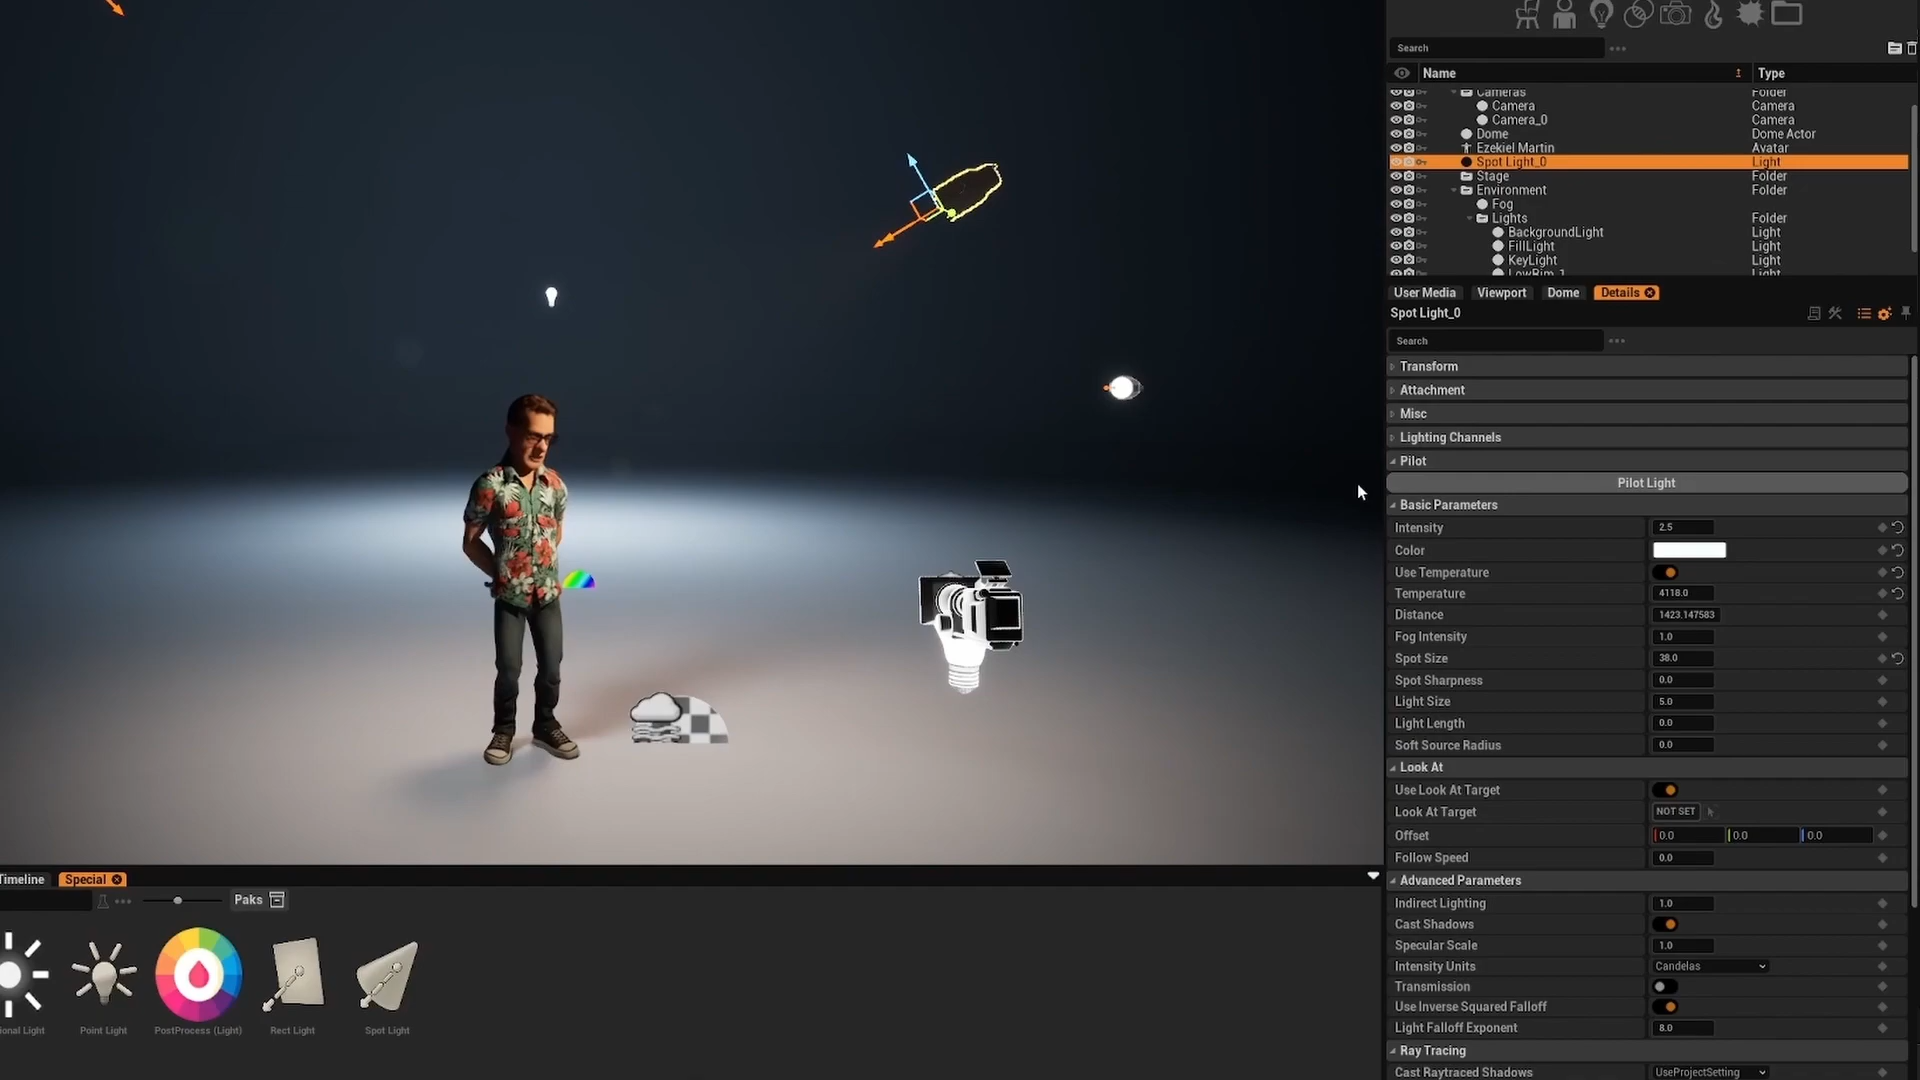 Search
Name Type
Cameras Folder
Camera Camera
Camera_0 Camera
Dome Dome Actor
Ezekiel Martin Avatar
Spot Light_0 Light
Stage Folder
Environment Folder
Fog
Lights Folder
BackgroundLight Light
FillLight Light
KeyLight Light
LowRim_1 Light
User Media Viewport Dome Details
Spot Light_0
Search
Transform
Attachment
Misc
Lighting Channels
Pilot
Pilot Light
Basic Parameters
Intensity 2.5
Color
Use Temperature
Temperature 4118.0
Distance 1423.147583
Fog Intensity 1.0
Spot Size 38.0
Spot Sharpness 0.0
Light Size 5.0
Light Length 0.0
Soft Source Radius 0.0
Look At
Use Look At Target
Look At Target NOT SET
Offset 0.0 0.0 0.0
Follow Speed 0.0
Advanced Parameters
Indirect Lighting 1.0
Cast Shadows
Specular Scale 1.0
Intensity Units Candelas
Transmission
Use Inverse Squared Falloff
Light Falloff Exponent 8.0
Ray Tracing
Cast Raytraced Shadows UseProjectSetting
Timeline Special
Paks
ional Light Point Light PostProcess (Light) Rect Light Spot Light